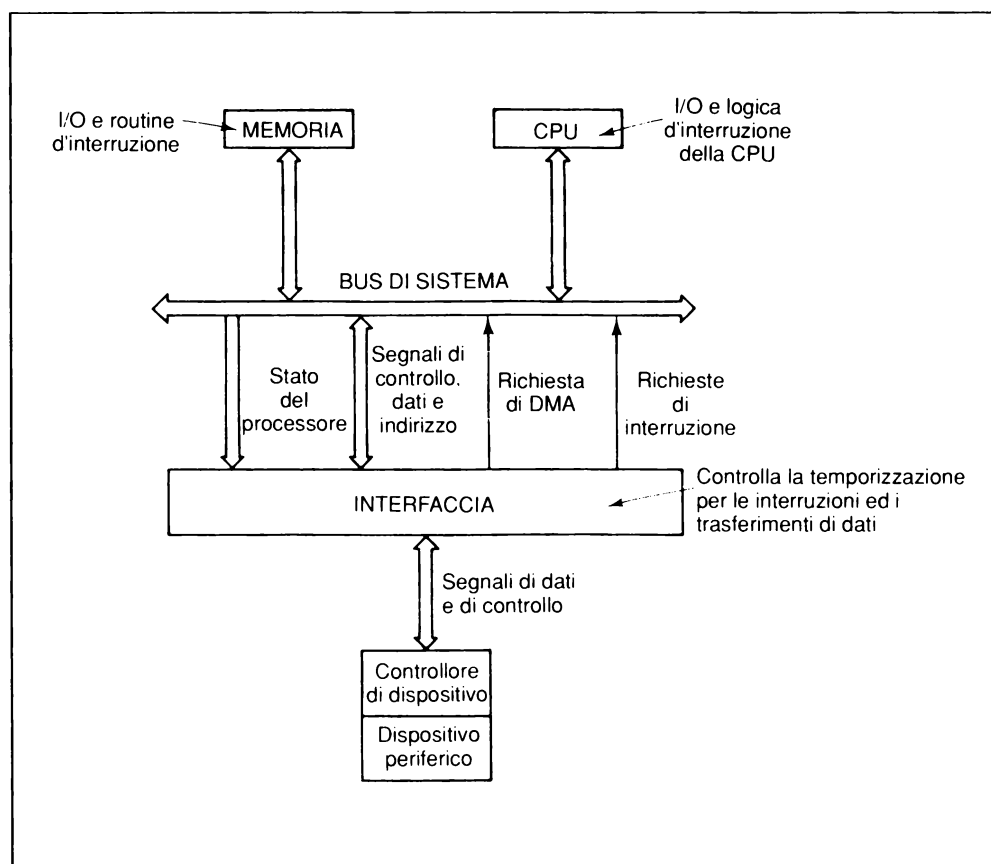 I/O e routine
d'interruzione
MEMORIA
CPU
I/O e logica
d'interruzione
della CPU
BUS DI SISTEMA
Stato
del
processore
Segnali di
controllo.
dati e
indirizzo
Richiesta
di DMA
Richieste
di
interruzione
INTERFACCIA
Controlla la temporizzazione
per le interruzioni ed i
trasferimenti di dati
Segnali di dati
e di controllo
Controllore
di dispositivo
Dispositivo
periferico